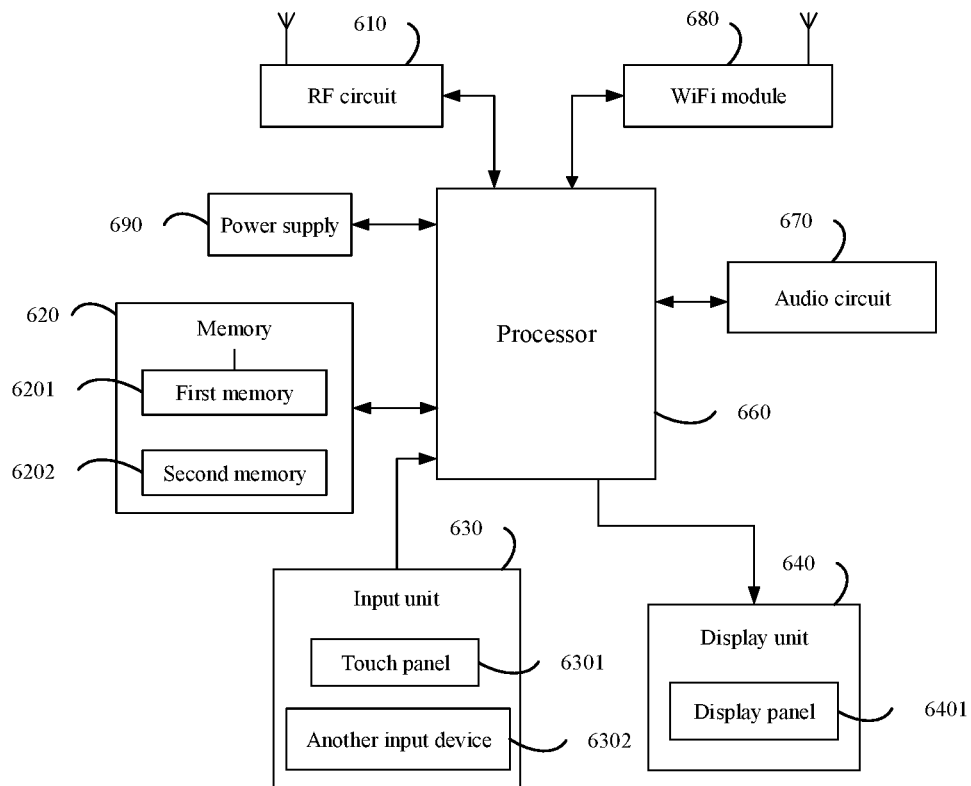 610
680
RF circuit
WiFi module
690
Power supply
670
Audio circuit
620
Memory
Processor
6201
First memory
660
6202
Second memory
630
640
Input unit
Display unit
Touch panel
6301
Display panel
6401
Another input device
6302